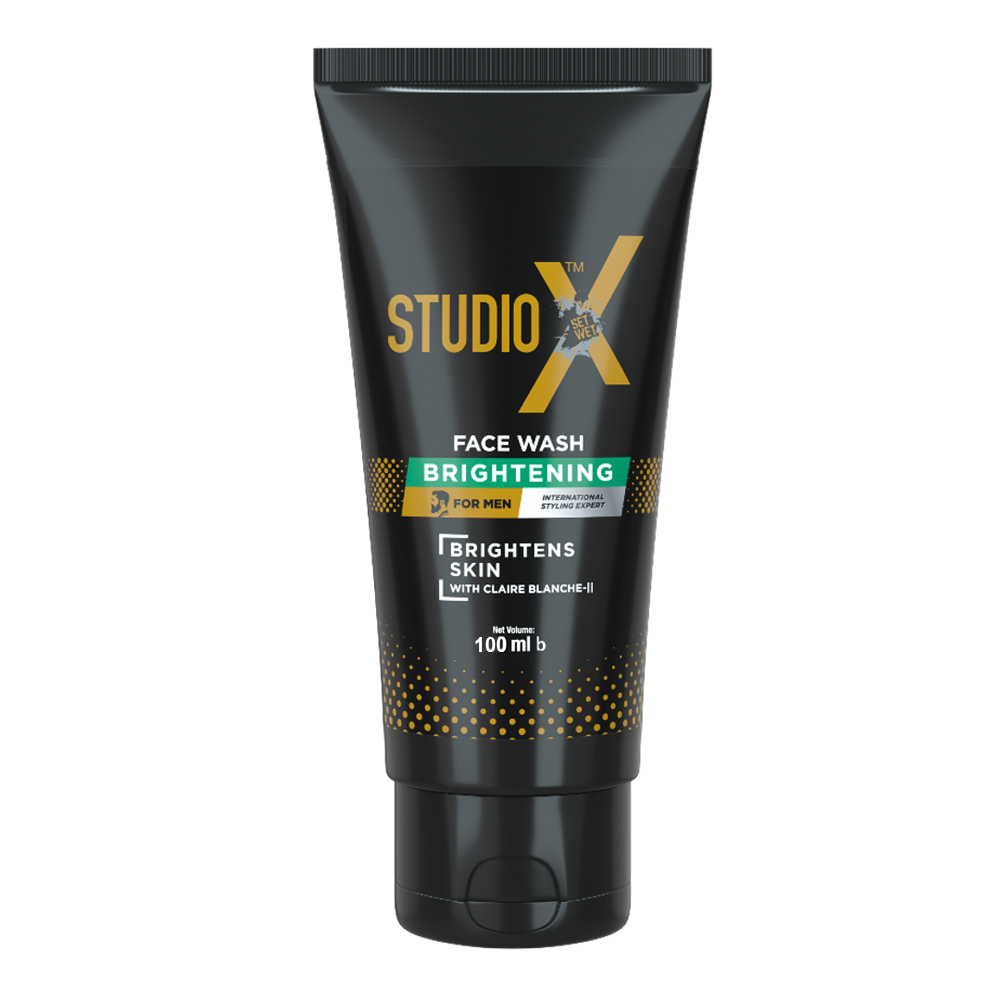 STUDIO X™
SET
WET
FACE WASH
BRIGHTENING
FOR MEN
INTERNATIONAL
STYLING EXPERT
BRIGHTENS
SKIN
WITH CLAIRE BLANCHE-II
Net Volume:
100 ml b